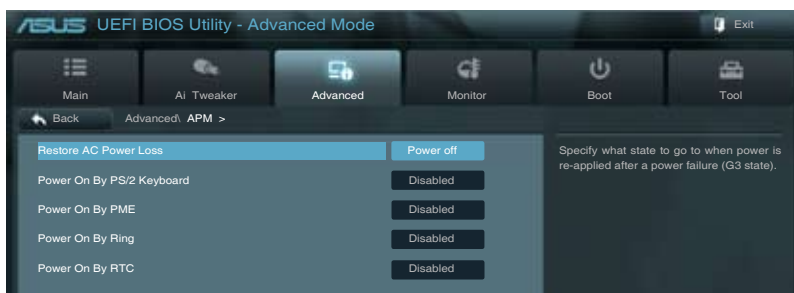 ASUS UEFI BIOS Utility - Advanced Mode
Exit
Main
Ai Tweaker
Advanced
Monitor
Boot
Tool
Back
Advanced\ APM >
Restore AC Power Loss
Power off
Power On By PS/2 Keyboard
Disabled
Power On By PME
Disabled
Power On By Ring
Disabled
Power On By RTC
Disabled
Specify what state to go to when power is
re-applied after a power failure (G3 state).